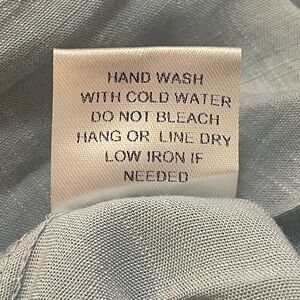 HAND WASH
WITH COLD WATER
DO NOT BLEACH
HANG OR LINE DRY
LOW IRON IF
NEEDED